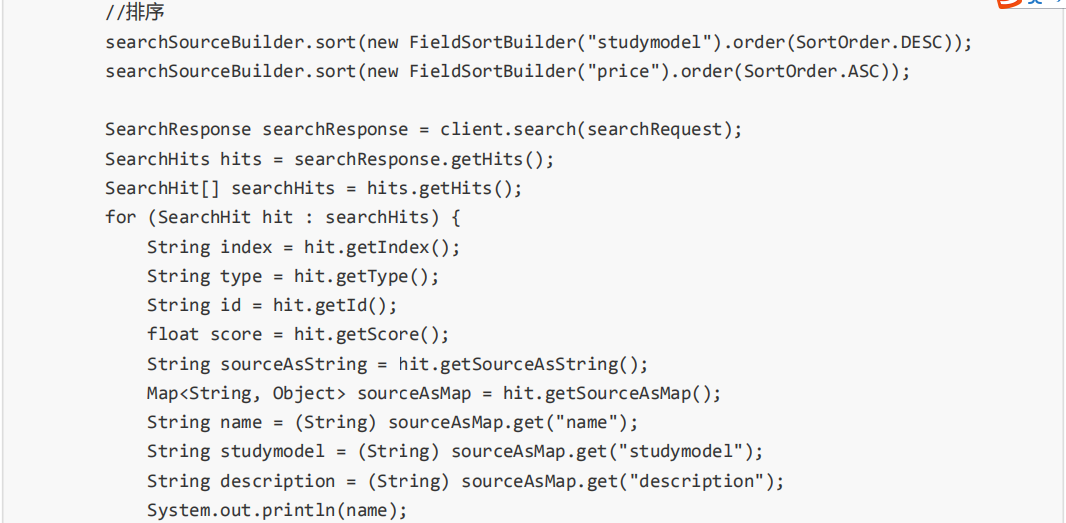 //排序
searchSourceBuilder.sort(new FieldSortBuilder("studymodel").order(SortOrder.DESC));
searchSourceBuilder.sort(new FieldSortBuilder("price").order(SortOrder.ASC));
SearchResponse searchResponse = client.search(searchRequest);
SearchHits hits = searchResponse.getHits();
SearchHit[] searchHits = hits.getHits();
for (SearchHit hit : searchHits) {
String index = hit.getIndex();
String type = hit.getType();
String id = hit.getId();
float score = hit.getScore();
String sourceAsString = hit.getSourceAsString();
Map<String, Object> sourceAsMap = hit.getSourceAsMap();
String name = (String) sourceAsMap.get("name");
String studymodel = (String) sourceAsMap.get("studymodel");
String description = (String) sourceAsMap.get("description");
System.out.println(name);